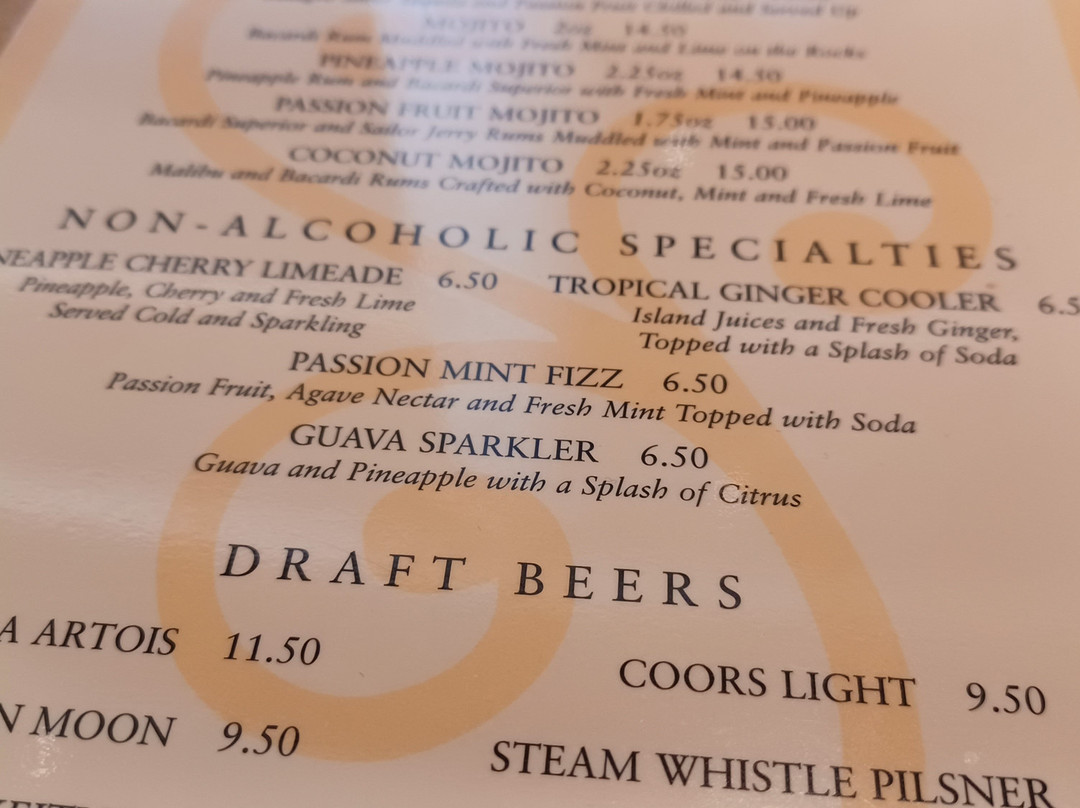 and Passion Fruit Chilled and Served Up
MOJITO 2oz 14.50
Bacardi Rum Muddled with Fresh Mint and Lime on the Rocks
PINEAPPLE MOJITO 2.25oz 14.50
Pineapple Rum and Bacardi Superior with Fresh Mint and Pineapple
PASSION FRUIT MOJITO 1.75oz 15.00
Bacardi Superior and Sailor Jerry Rums Muddled with Mint and Passion Fruit
COCONUT MOJITO 2.25oz 15.00
Malibu and Bacardi Rums Crafted with Coconut, Mint and Fresh Lime
NON-ALCOHOLIC SPECIALTIES
NEAPPLE CHERRY LIMEADE 6.50
Pineapple, Cherry and Fresh Lime
Served Cold and Sparkling
TROPICAL GINGER COOLER 6.5
Island Juices and Fresh Ginger,
Topped with a Splash of Soda
PASSION MINT FIZZ 6.50
Passion Fruit, Agave Nectar and Fresh Mint Topped with Soda
GUAVA SPARKLER 6.50
Guava and Pineapple with a Splash of Citrus
DRAFT BEERS
A ARTOIS 11.50
COORS LIGHT 9.50
N MOON 9.50
STEAM WHISTLE PILSNER